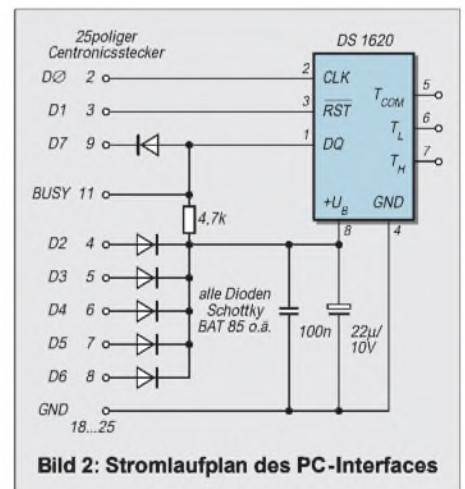 25poliger
Centronicsstecker
DS 1620
DØ 2
2 CLK
D1 3
3 RST
D7 9
1 DQ
TCOM 5
TL 6
TH 7
BUSY 11
+UB GND
8 4
4,7k
D2 4
D3 5
D4 6
D5 7
D6 8
alle Dioden
Schottky
BAT 85 o.ä.
100n
22µ/
10V
GND
18...25
Bild 2: Stromlaufplan des PC-Interfaces